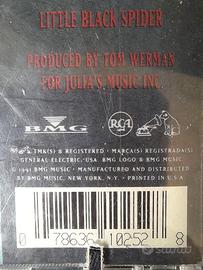 LITTLE BLACK SPIDER
PRODUCED BY TOM WERMAN
FOR JULIA'S MUSIC INC.
BMG
RCA
TMK(S) ® REGISTERED • MARCA(S) REGISTRADA(S)
GENERAL ELECTRIC, USA BMG LOGO ® BMG MUSIC
© 1991 BMG MUSIC • MANUFACTURED AND DISTRIBUTED
BY BMG MUSIC, NEW YORK, N.Y. • PRINTED IN U.S.A
0 78636 10252 8
subito